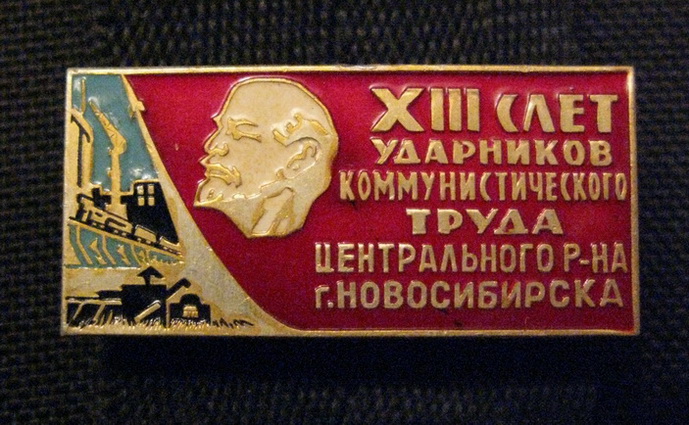 XIII СЛЕТ
УДАРНИКОВ
КОММУНИСТИЧЕСКОГО
ТРУДА
ЦЕНТРАЛЬНОГО Р-НА
г.НОВОСИБИРСКА
Л.М